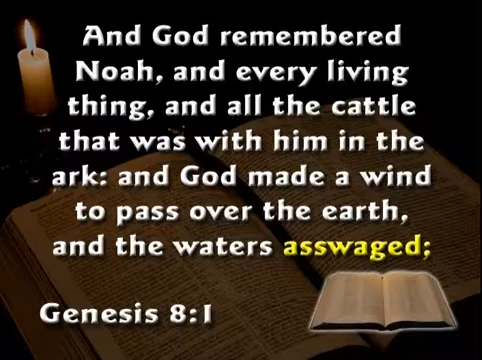 And God remembered
Noah, and every living
thing, and all the cattle
that was with him in the
ark: and God made a wind
to pass over the earth,
and the waters asswaged;
Genesis 8:1